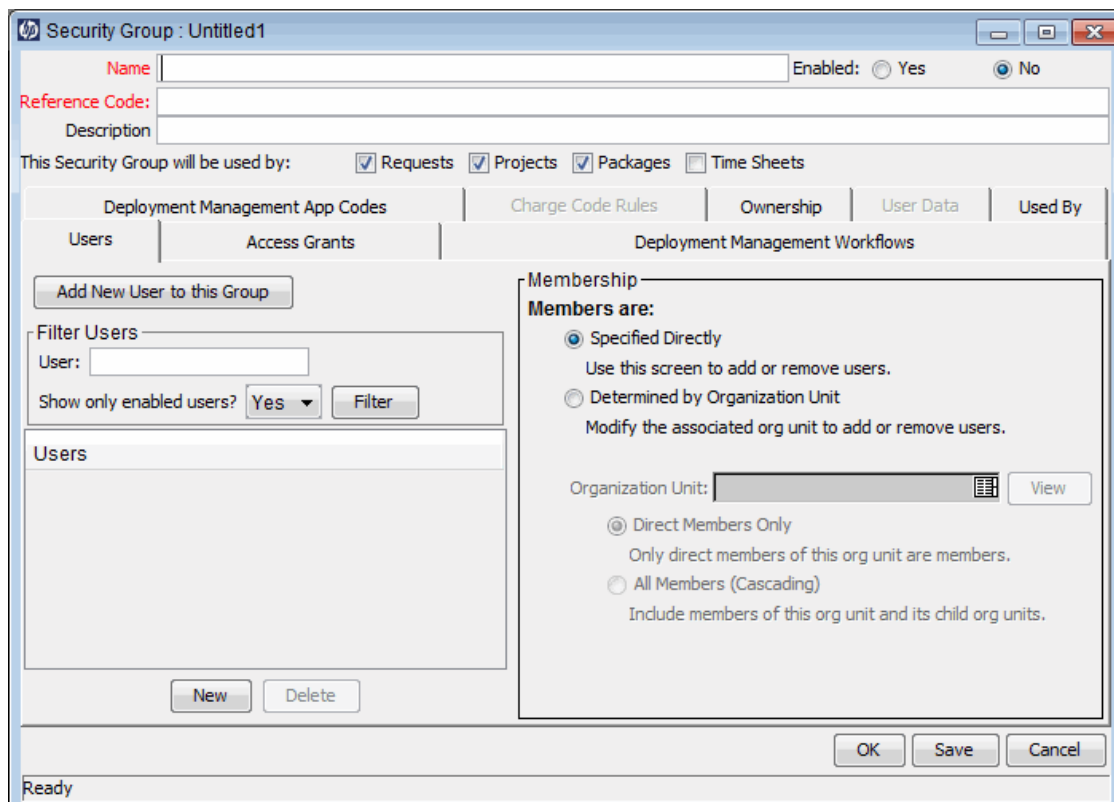 hp Security Group : Untitled1
Name Enabled: Yes No
Reference Code:
Description
This Security Group will be used by: Requests Projects Packages Time Sheets
Deployment Management App Codes Charge Code Rules Ownership User Data Used By
Users Access Grants Deployment Management Workflows
Add New User to this Group
Filter Users
User:
Show only enabled users? Yes Filter
Users
New Delete
Membership
Members are:
Specified Directly
Use this screen to add or remove users.
Determined by Organization Unit
Modify the associated org unit to add or remove users.
Organization Unit: View
Direct Members Only
Only direct members of this org unit are members.
All Members (Cascading)
Include members of this org unit and its child org units.
OK Save Cancel
Ready